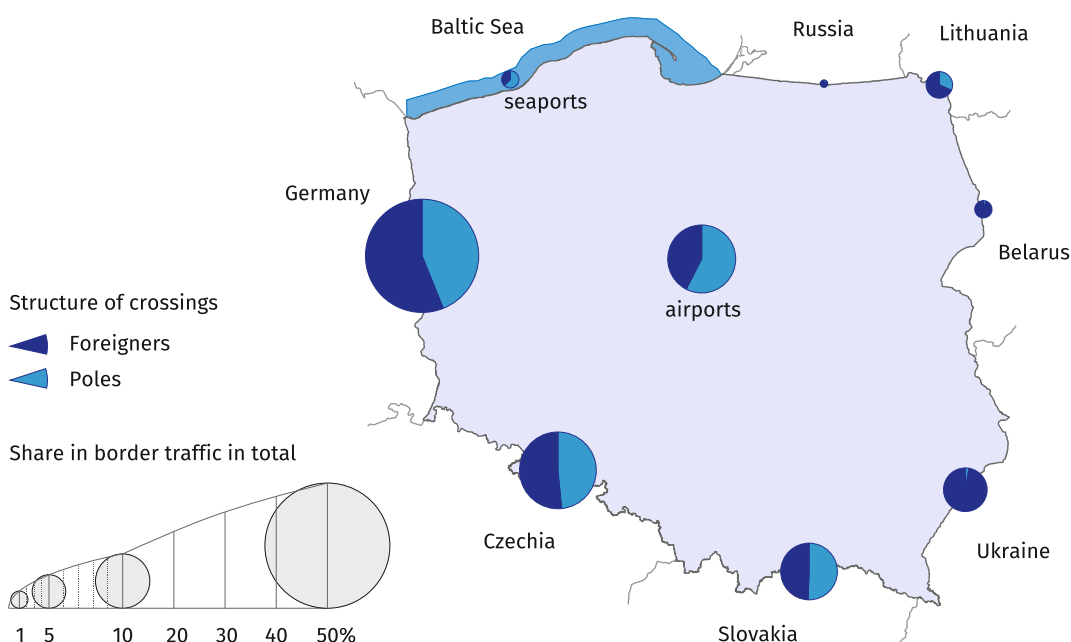 Baltic Sea
Russia
Lithuania
seaports
Germany
Belarus
airports
Structure of crossings
Foreigners
Poles
Share in border traffic in total
Czechia
Ukraine
Slovakia
1 5 10 20 30 40 50%